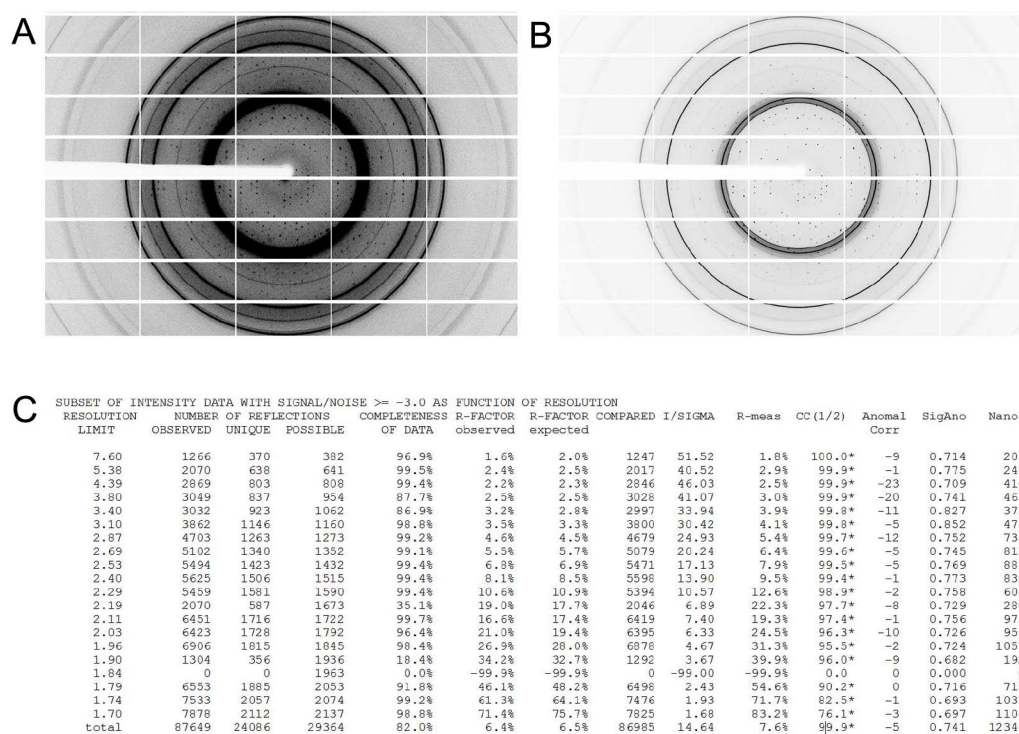 A
B
C
SUBSET OF INTENSITY DATA WITH SIGNAL/NOISE >= -3.0 AS FUNCTION OF RESOLUTION
RESOLUTION NUMBER OF REFLECTIONS COMPLETENESS R-FACTOR R-FACTOR COMPARED I/SIGMA R-meas CC(1/2) Anomal SigAno Nano
LIMIT OBSERVED UNIQUE POSSIBLE OF DATA observed expected Corr
7.60 1266 370 382 96.9% 1.6% 2.0% 1247 51.52 1.8% 100.0* -9 0.714 20
5.38 2070 638 641 99.5% 2.4% 2.5% 2017 40.52 2.9% 99.9* -1 0.775 24
4.39 2869 803 808 99.4% 2.2% 2.3% 2846 46.03 2.5% 99.9* -23 0.709 41
3.80 3049 837 954 87.7% 2.5% 2.5% 3028 41.07 3.0% 99.9* -20 0.741 46
3.40 3032 923 1062 86.9% 3.2% 2.8% 2997 33.94 3.9% 99.8* -11 0.827 37
3.10 3862 1146 1160 98.8% 3.5% 3.3% 3800 30.42 4.1% 99.8* -5 0.852 47
2.87 4703 1263 1273 99.2% 4.6% 4.5% 4679 24.93 5.4% 99.7* -12 0.752 73
2.69 5102 1340 1352 99.1% 5.5% 5.7% 5079 20.24 6.4% 99.6* -5 0.745 81
2.53 5494 1423 1432 99.4% 6.8% 6.9% 5471 17.13 7.9% 99.5* -5 0.769 88
2.40 5625 1506 1515 99.4% 8.1% 8.5% 5598 13.90 9.5% 99.4* -1 0.773 83
2.29 5459 1581 1590 99.4% 10.6% 10.9% 5394 10.57 12.6% 98.9* -2 0.758 60
2.19 2070 587 1673 35.1% 19.0% 17.7% 2046 6.89 22.3% 97.7* -8 0.729 28
2.11 6451 1716 1722 99.7% 16.6% 17.4% 6419 7.40 19.3% 97.4* -1 0.756 97
2.03 6423 1728 1792 96.4% 21.0% 19.4% 6395 6.33 24.5% 96.3* -10 0.726 95
1.96 6906 1815 1845 98.4% 26.9% 28.0% 6878 4.67 31.3% 95.5* -2 0.724 105
1.90 1304 356 1936 18.4% 34.2% 32.7% 1292 3.67 39.9% 96.0* -9 0.682 19
1.84 0 0 1963 0.0% -99.9% -99.9% 0 -99.00 -99.9% 0.0 0 0.000
1.79 6553 1885 2053 91.8% 46.1% 48.2% 6498 2.43 54.6% 90.2* 0 0.716 71
1.74 7533 2057 2074 99.2% 61.3% 64.1% 7476 1.93 71.7% 82.5* -1 0.693 103
1.70 7878 2112 2137 98.8% 71.4% 75.7% 7825 1.68 83.2% 76.1* -3 0.697 110
total 87649 24086 29364 82.0% 6.4% 6.5% 86985 14.64 7.6% 99.9* -5 0.741 1234